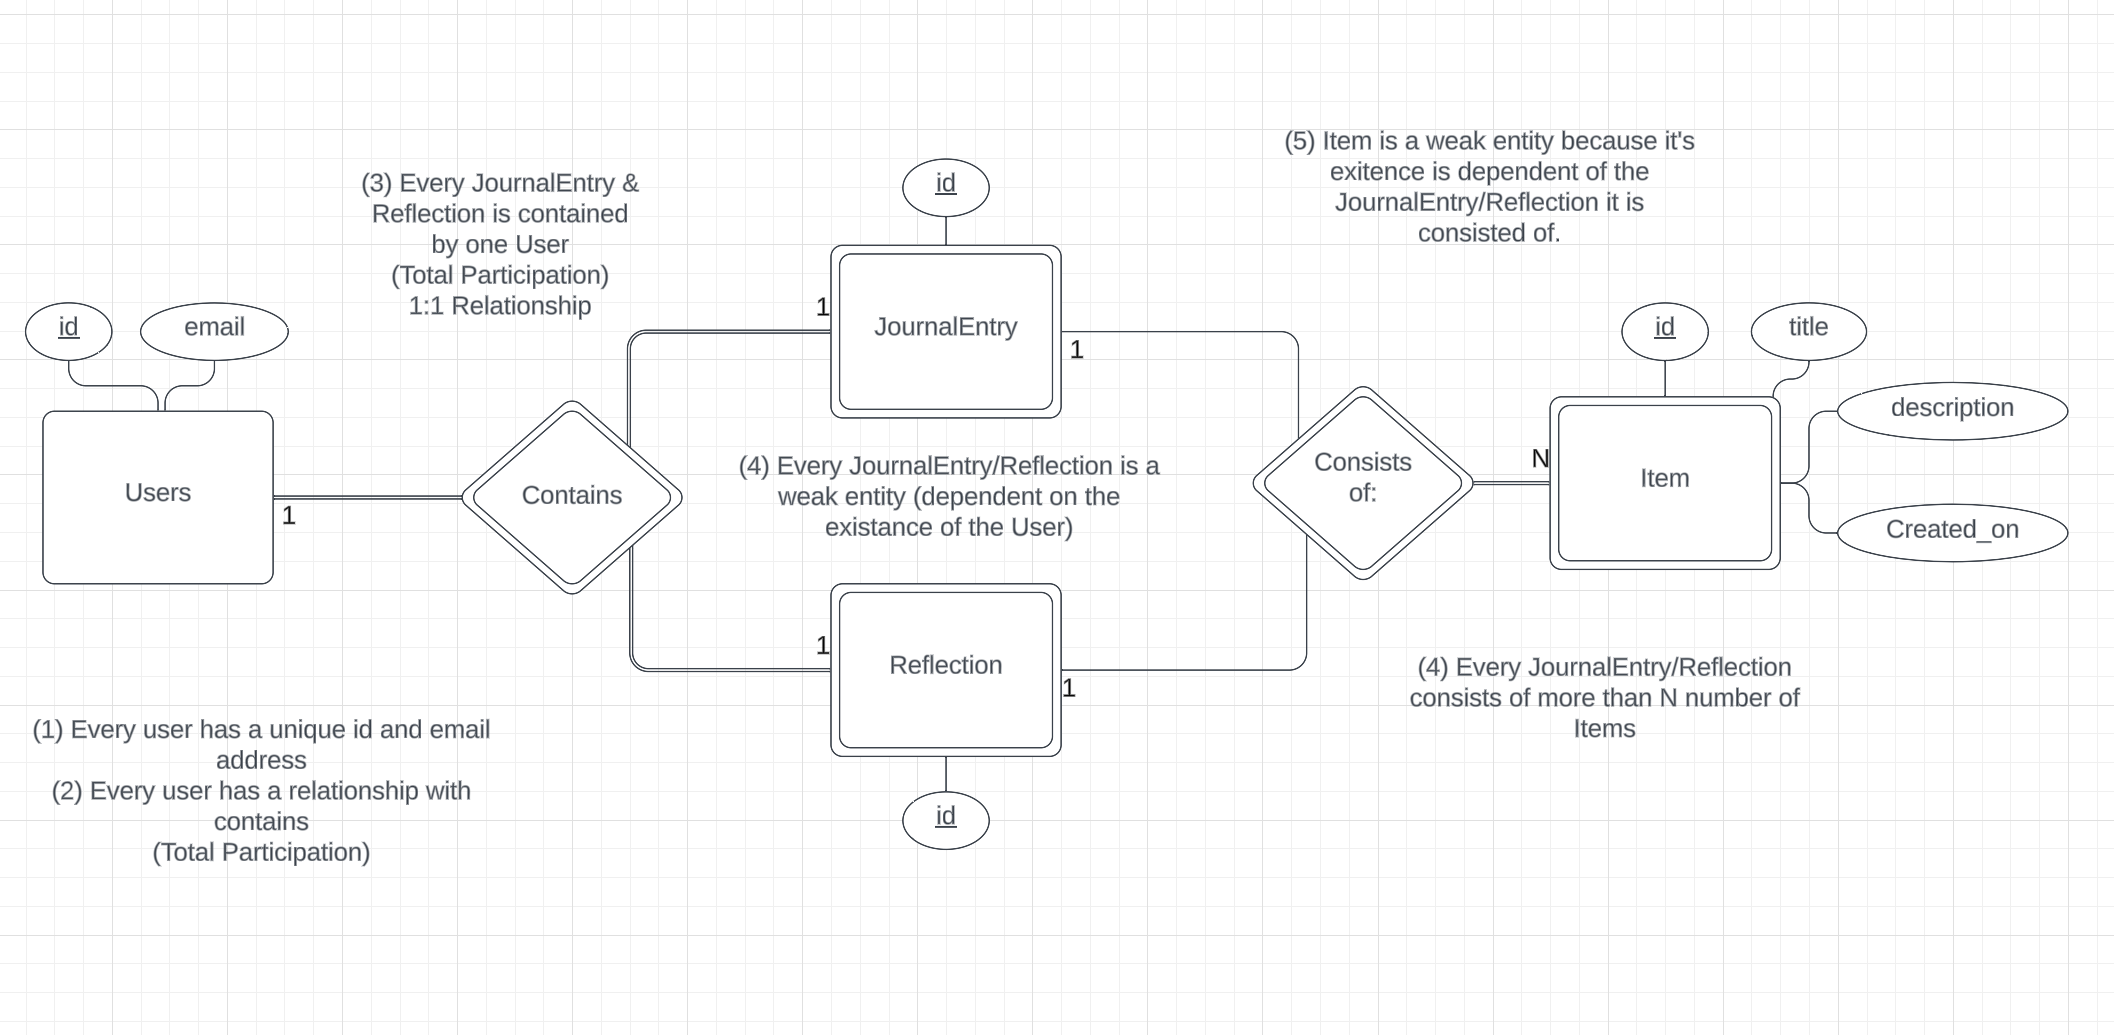 (5) Item is a weak entity because it's
exitence is dependent of the
JournalEntry/Reflection it is
consisted of.
(3) Every JournalEntry &
Reflection is contained
by one User
(Total Participation)
1:1 Relationship
id
id
email
1
JournalEntry
1
id
title
description
Users
1
Contains
(4) Every JournalEntry/Reflection is a
weak entity (dependent on the
existance of the User)
Consists
of:
N
Item
Created_on
1
Reflection
1
id
(4) Every JournalEntry/Reflection
consists of more than N number of
Items
(1) Every user has a unique id and email
address
(2) Every user has a relationship with
contains
(Total Participation)